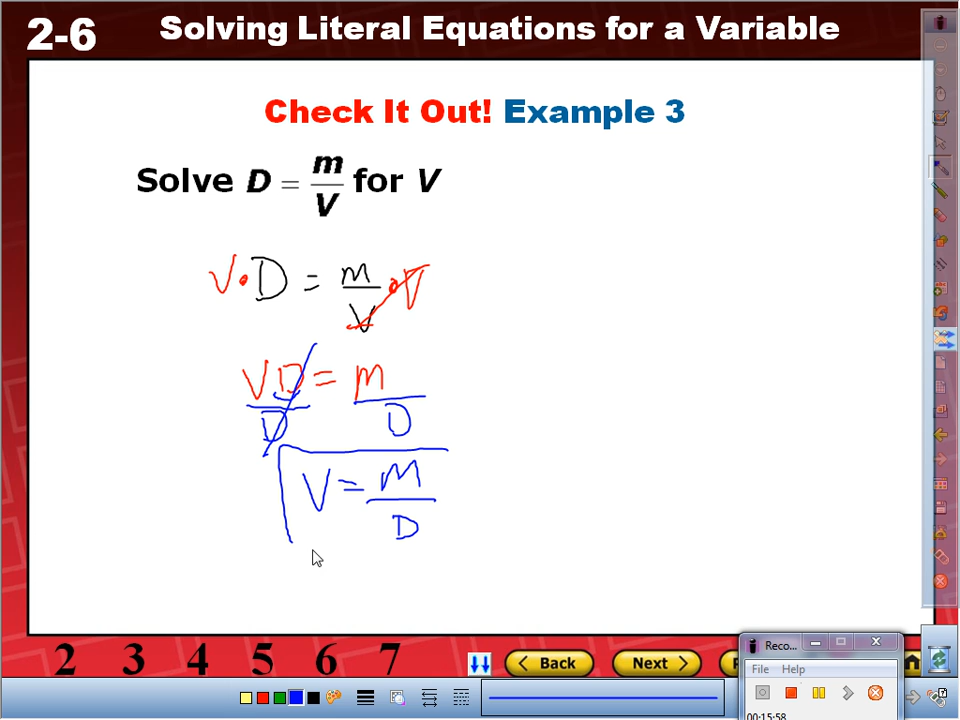 2-6 Solving Literal Equations for a Variable
Check It Out! Example 3
Solve D = m/V for V
V•D = m/V •V
VD/D = m/D
V = m/D
2 3 4 5 6 7 Back Next
Reco...
File Help
00:15:58